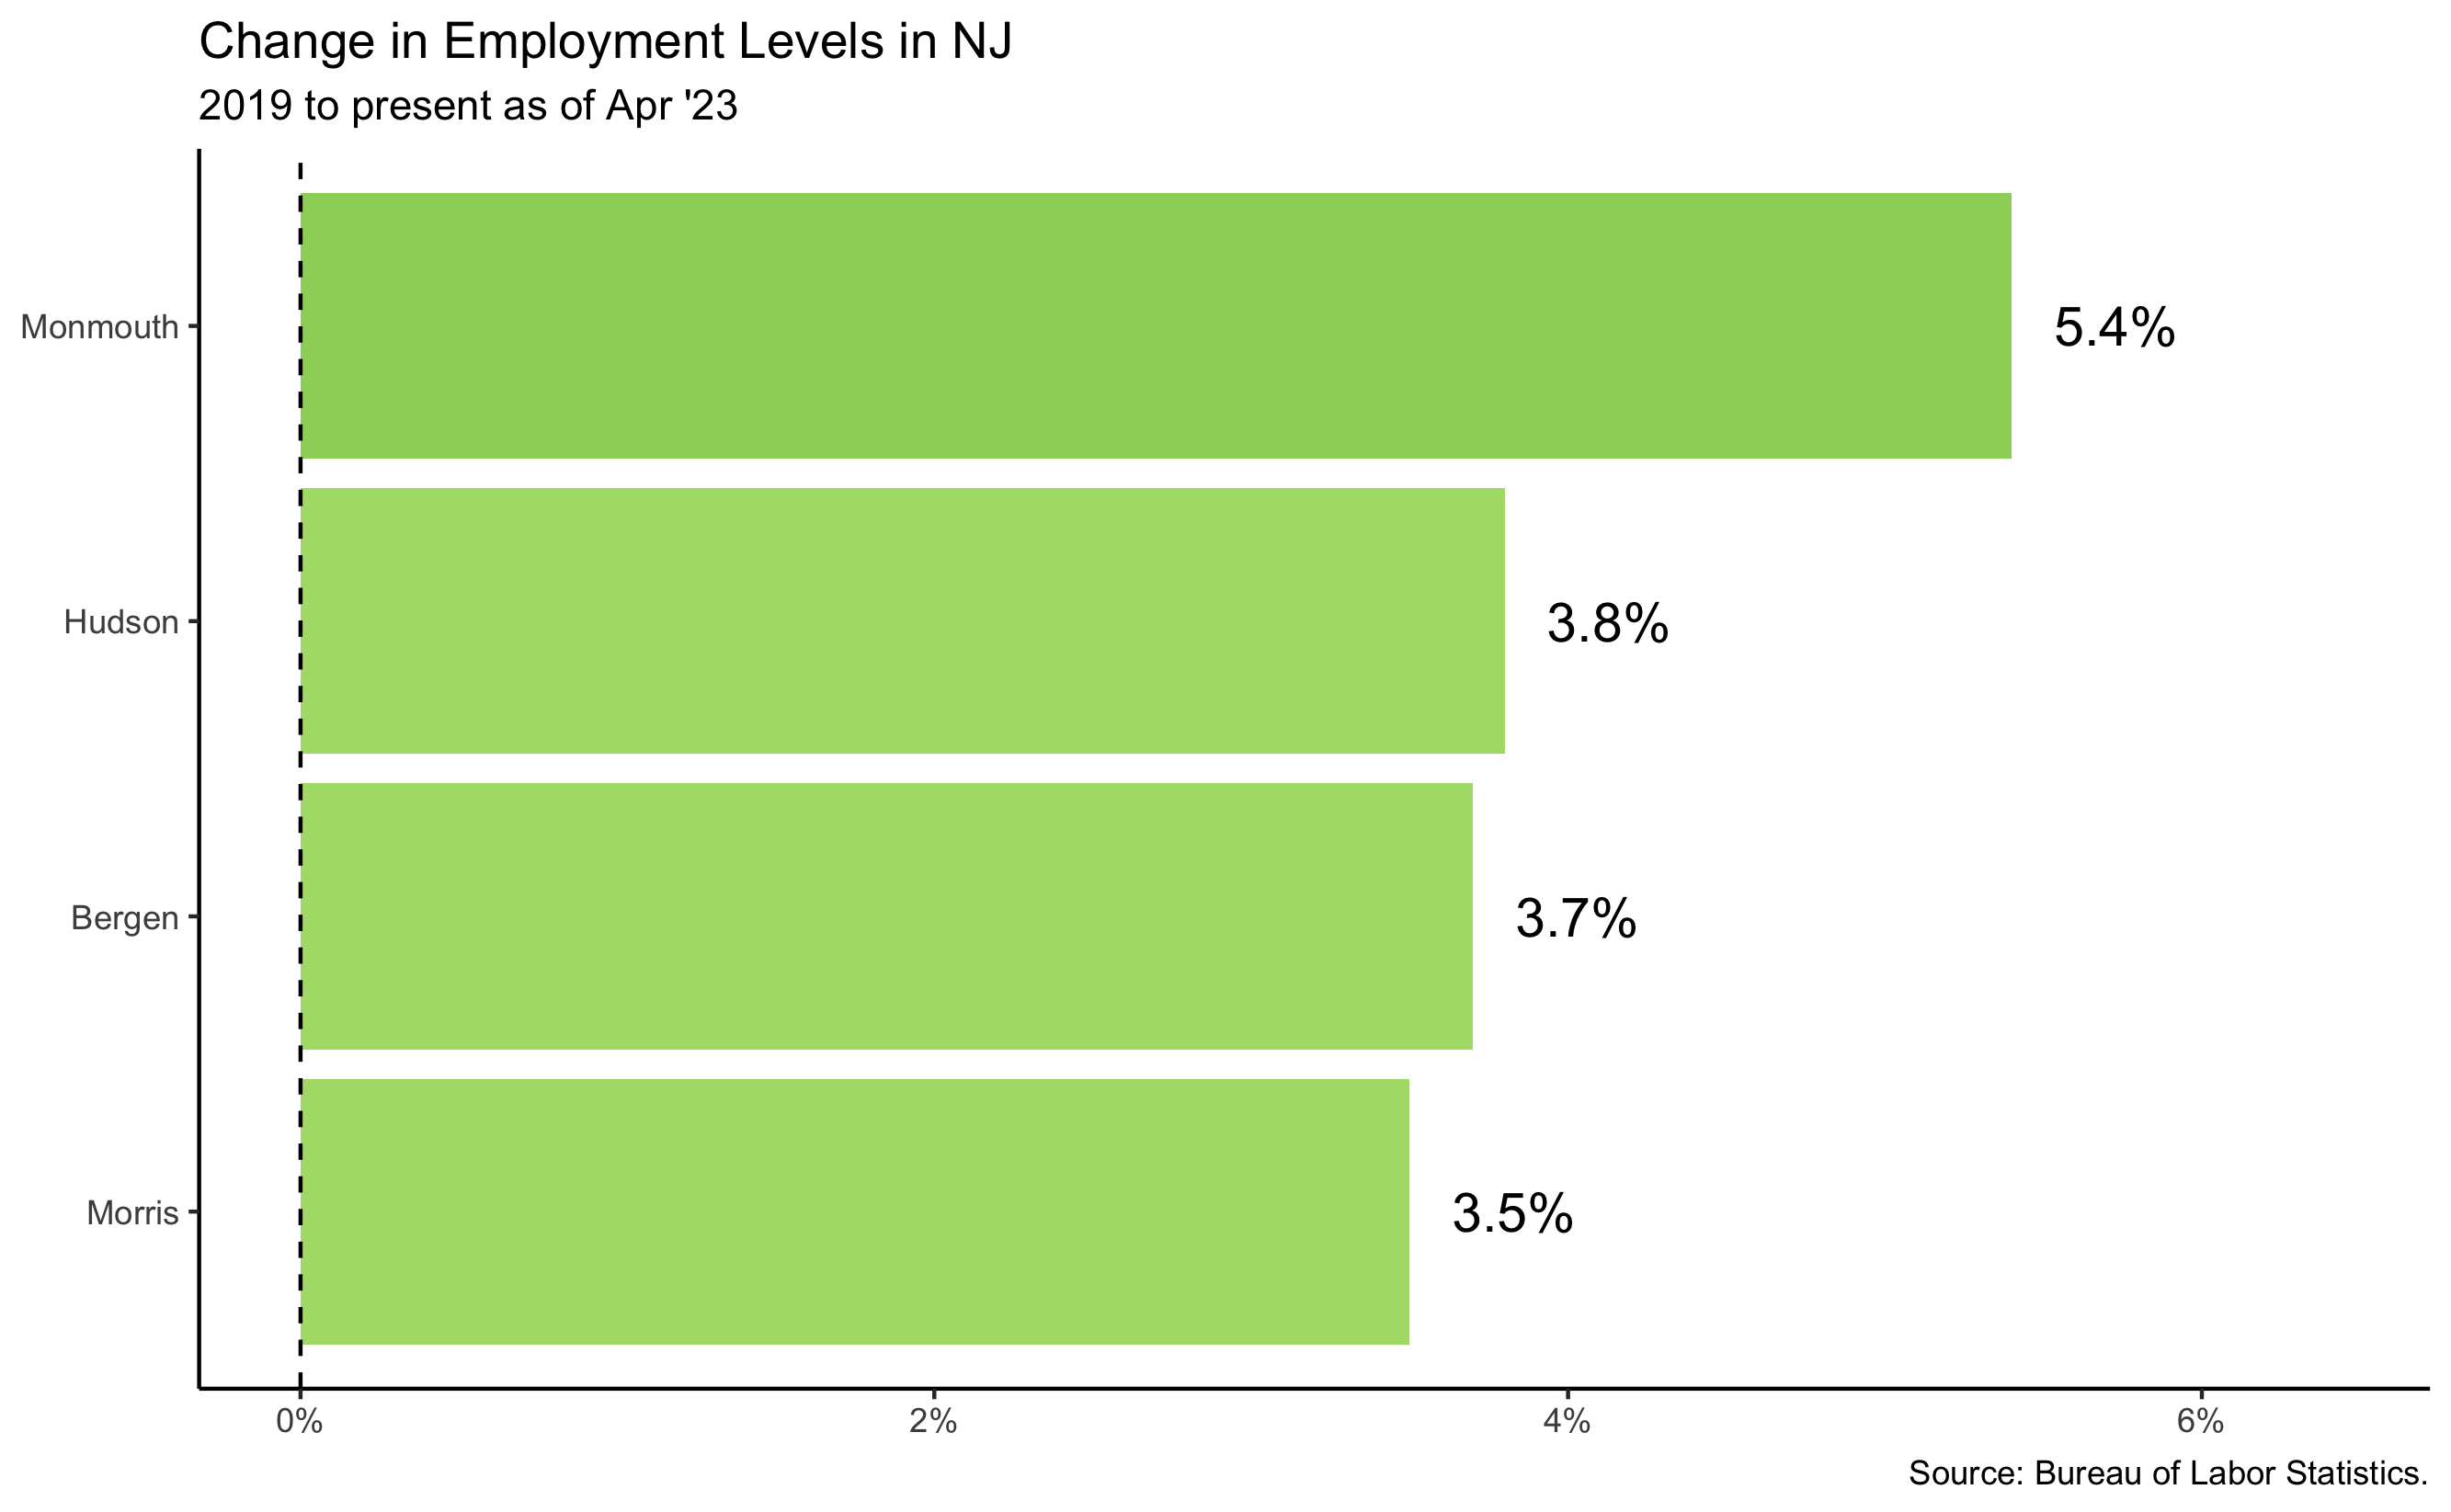 Change in Employment Levels in NJ
2019 to present as of Apr '23
Monmouth
5.4%
Hudson
3.8%
Bergen
3.7%
Morris
3.5%
0%
2%
4%
6%
Source: Bureau of Labor Statistics.